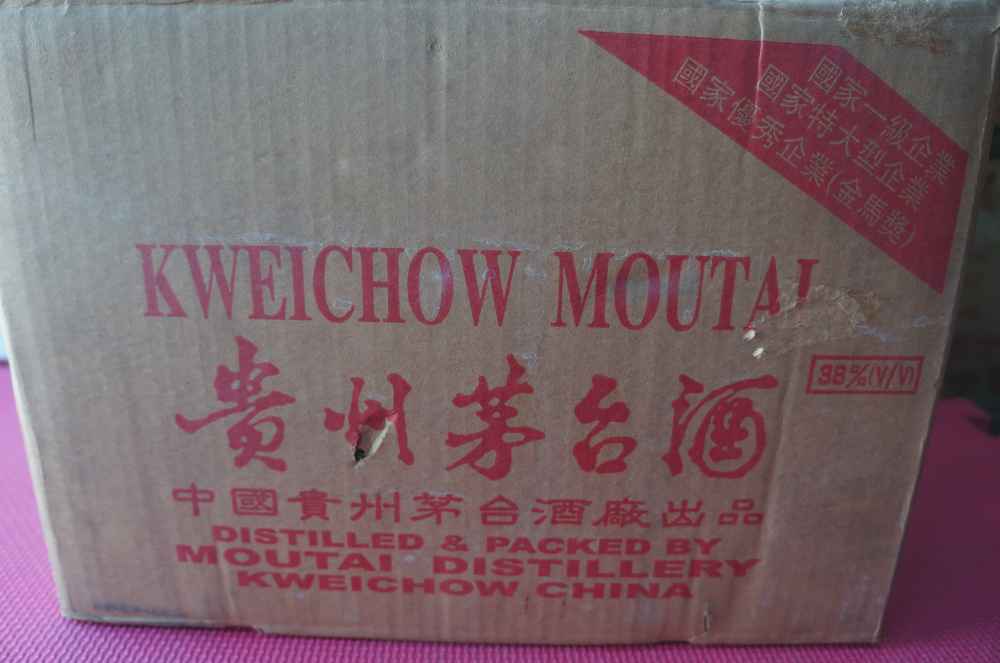 國家一級企業
國家特大型企業
國家優秀企業(金馬獎)
KWEICHOW MOUTAI
38%(V/V)
貴州茅台酒
中國貴州茅台酒廠出品
DISTILLED & PACKED BY
MOUTAI DISTILLERY
KWEICHOW CHINA